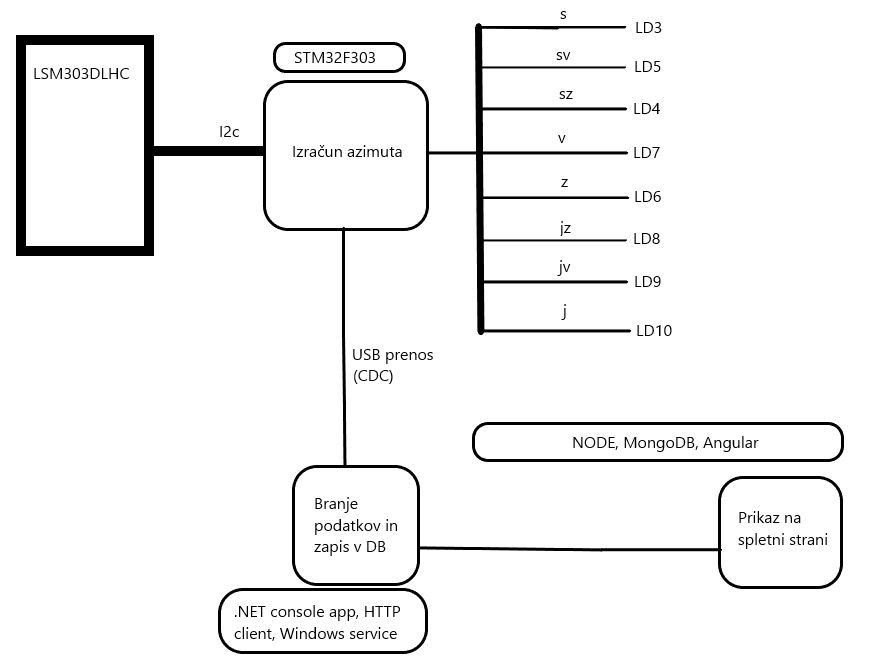 LSM303DLHC
I2c
STM32F303
Izračun azimuta
s
LD3
sv
LD5
sz
LD4
v
LD7
z
LD6
jz
LD8
jv
LD9
j
LD10
USB prenos
(CDC)
NODE, MongoDB, Angular
Branje
podatkov in
zapis v DB
Prikaz na
spletni strani
.NET console app, HTTP
client, Windows service